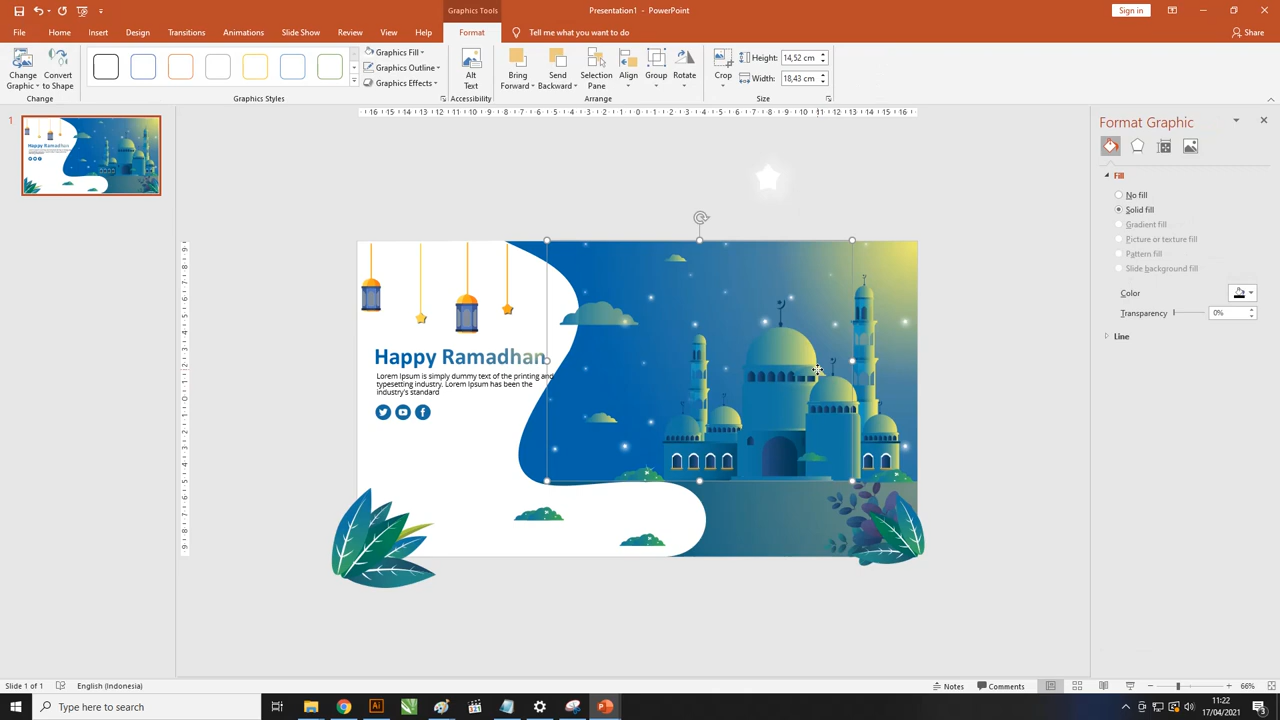 Graphics Tools
Presentation1 - PowerPoint
Sign in
File
Home
Insert
Design
Transitions
Animations
Slide Show
Review
View
Help
Format
Tell me what you want to do
Share
Change Graphic
Convert to Shape
Change
Graphics Styles
Graphics Fill
Graphics Outline
Graphics Effects
Alt Text
Accessibility
Bring Forward
Send Backward
Selection Pane
Align
Group
Rotate
Arrange
Crop
Height: 14,52 cm
Width: 18,43 cm
Size
1
Happy Ramadhan
Lorem Ipsum is simply dummy text of the printing and
typesetting industry. Lorem Ipsum has been the
industry's standard
Format Graphic
Fill
No fill
Solid fill
Gradient fill
Picture or texture fill
Pattern fill
Slide background fill
Color
Transparency
0%
Line
Slide 1 of 1
English (Indonesia)
Notes
Comments
66%
Type here to search
11:22
17/04/2021